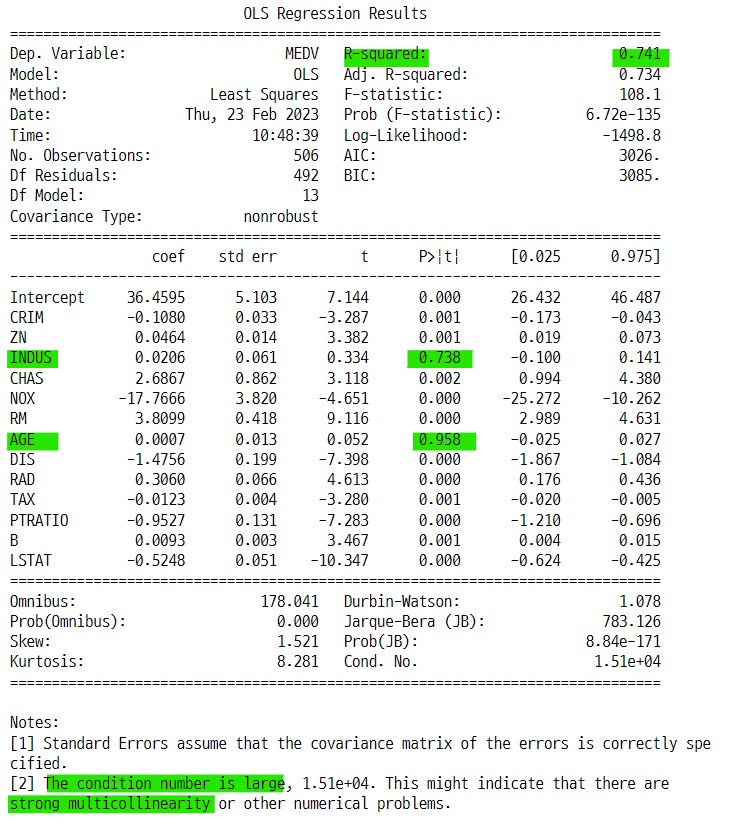 OLS Regression Results
==============================================================================
Dep. Variable: MEDV R-squared: 0.741
Model: OLS Adj. R-squared: 0.734
Method: Least Squares F-statistic: 108.1
Date: Thu, 23 Feb 2023 Prob (F-statistic): 6.72e-135
Time: 10:48:39 Log-Likelihood: -1498.8
No. Observations: 506 AIC: 3026.
Df Residuals: 492 BIC: 3085.
Df Model: 13
Covariance Type: nonrobust
==============================================================================
coef std err t P>|t| [0.025 0.975]
------------------------------------------------------------------------------
Intercept 36.4595 5.103 7.144 0.000 26.432 46.487
CRIM -0.1080 0.033 -3.287 0.001 -0.173 -0.043
ZN 0.0464 0.014 3.382 0.001 0.019 0.073
INDUS 0.0206 0.061 0.334 0.738 -0.100 0.141
CHAS 2.6867 0.862 3.118 0.002 0.994 4.380
NOX -17.7666 3.820 -4.651 0.000 -25.272 -10.262
RM 3.8099 0.418 9.116 0.000 2.989 4.631
AGE 0.0007 0.013 0.052 0.958 -0.025 0.027
DIS -1.4756 0.199 -7.398 0.000 -1.867 -1.084
RAD 0.3060 0.066 4.613 0.000 0.176 0.436
TAX -0.0123 0.004 -3.280 0.001 -0.020 -0.005
PTRATIO -0.9527 0.131 -7.283 0.000 -1.210 -0.696
B 0.0093 0.003 3.467 0.001 0.004 0.015
LSTAT -0.5248 0.051 -10.347 0.000 -0.624 -0.425
==============================================================================
Omnibus: 178.041 Durbin-Watson: 1.078
Prob(Omnibus): 0.000 Jarque-Bera (JB): 783.126
Skew: 1.521 Prob(JB): 8.84e-171
Kurtosis: 8.281 Cond. No. 1.51e+04
==============================================================================
Notes:
[1] Standard Errors assume that the covariance matrix of the errors is correctly spe
cified.
[2] The condition number is large, 1.51e+04. This might indicate that there are
strong multicollinearity or other numerical problems.